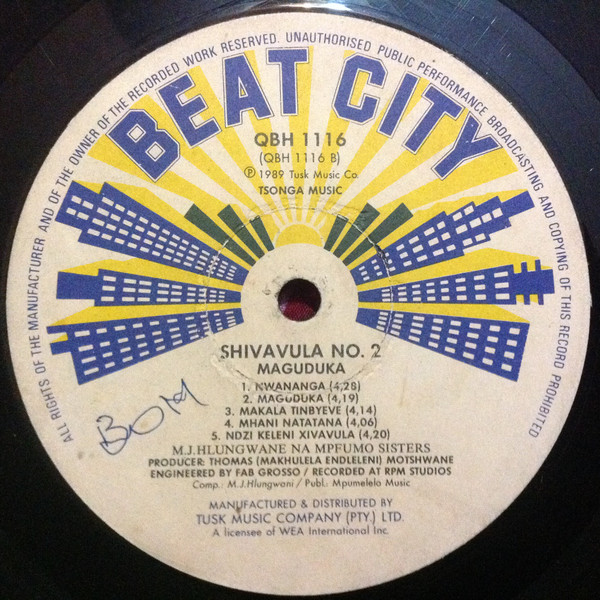 ALL RIGHTS OF THE MANUFACTURER AND OF THE OWNER OF THE RECORDED WORK RESERVED. UNAUTHORISED PUBLIC PERFORMANCE BROADCASTING AND COPYING OF THIS RECORD PROHIBITED
BEAT CITY
QBH 1116
(QBH 1116 B)
Ⓟ 1989 Tusk Music Co.
TSONGA MUSIC
SHIVAVULA NO. 2
MAGUDUKA
1. NWANANGA (4,28)
2. MAGUDUKA (4,19)
3. MAKALA TINBYEVE (4,14)
4. MHANI NATATANA (4,06)
5. NDZI KELENI XIVAVULA (4,20)
BOM
M.J.HLUNGWANE NA MPFUMO SISTERS
PRODUCER: THOMAS (MAKHULELA ENDLELENI) MOTSHWANE
ENGINEERED BY FAB GROSSO / RECORDED AT RPM STUDIOS
Comp.: M.J.Hlungwani / Publ.: Mpumelelo Music
MANUFACTURED & DISTRIBUTED BY
TUSK MUSIC COMPANY (PTY.) LTD.
A licensee of WEA International Inc.